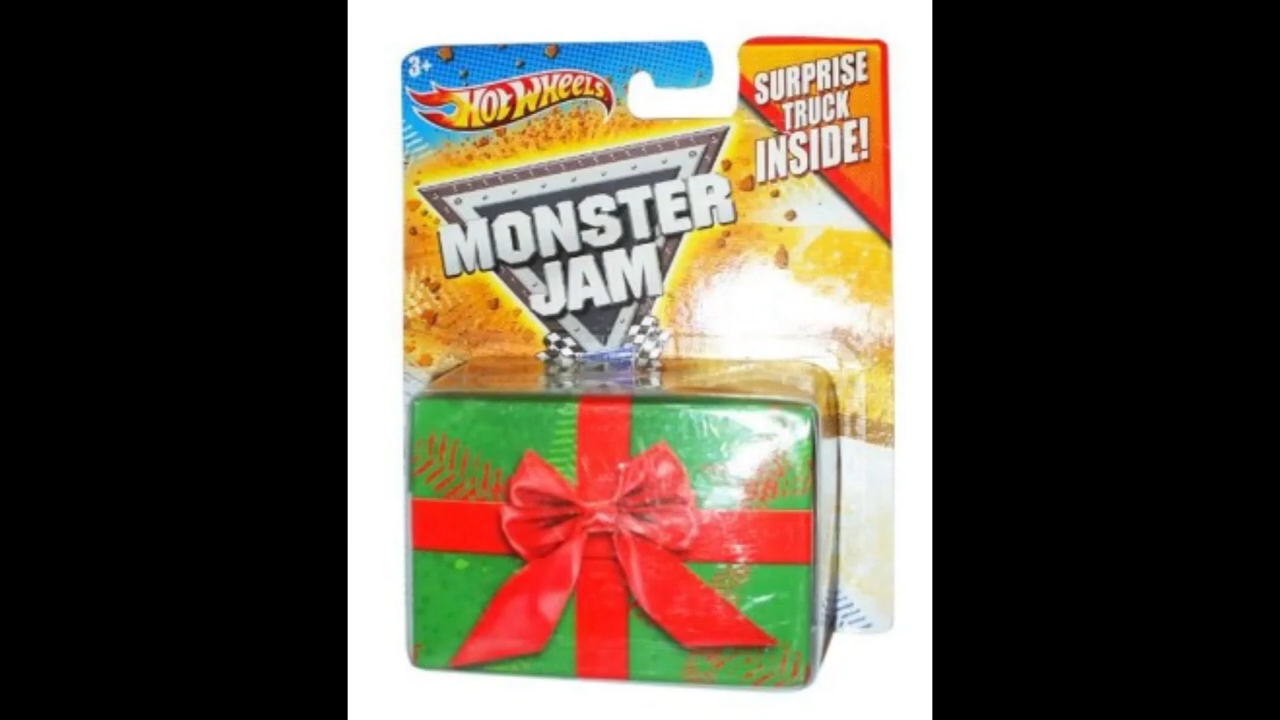 3+
HOT WHEELS
SURPRISE
TRUCK
INSIDE!
MONSTER
JAM